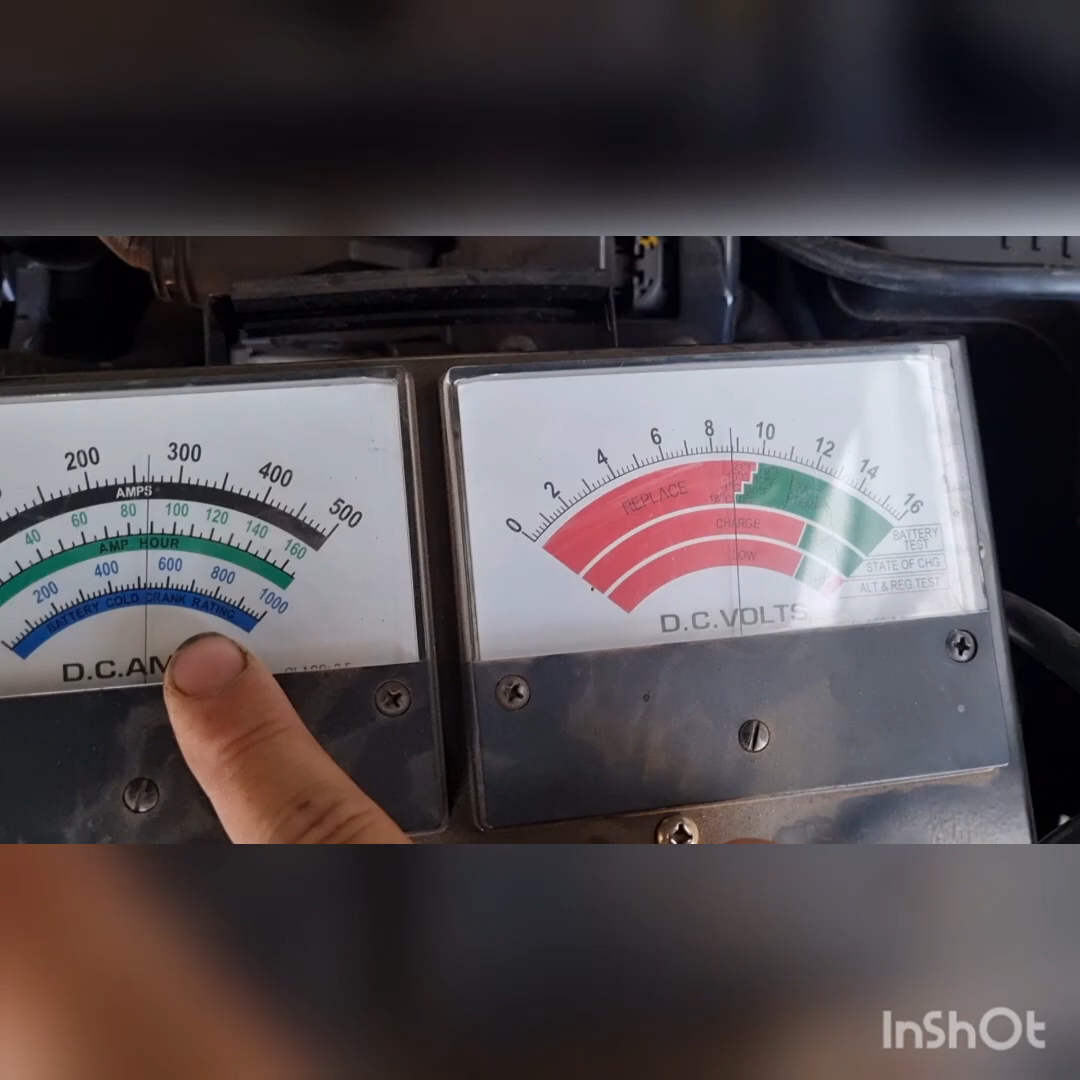 200 300 400 500
AMPS
40 60 80 100 120 140 160
AMP HOUR
200 400 600 800 1000
BATTERY COLD CRANK RATING
D.C.AM
0 2 4 6 8 10 12 14 16
REPLACE
CHARGE
LOW
BATTERY
TEST
STATE OF CHG
ALT & REG.TEST
D.C.VOLTS
InShOt